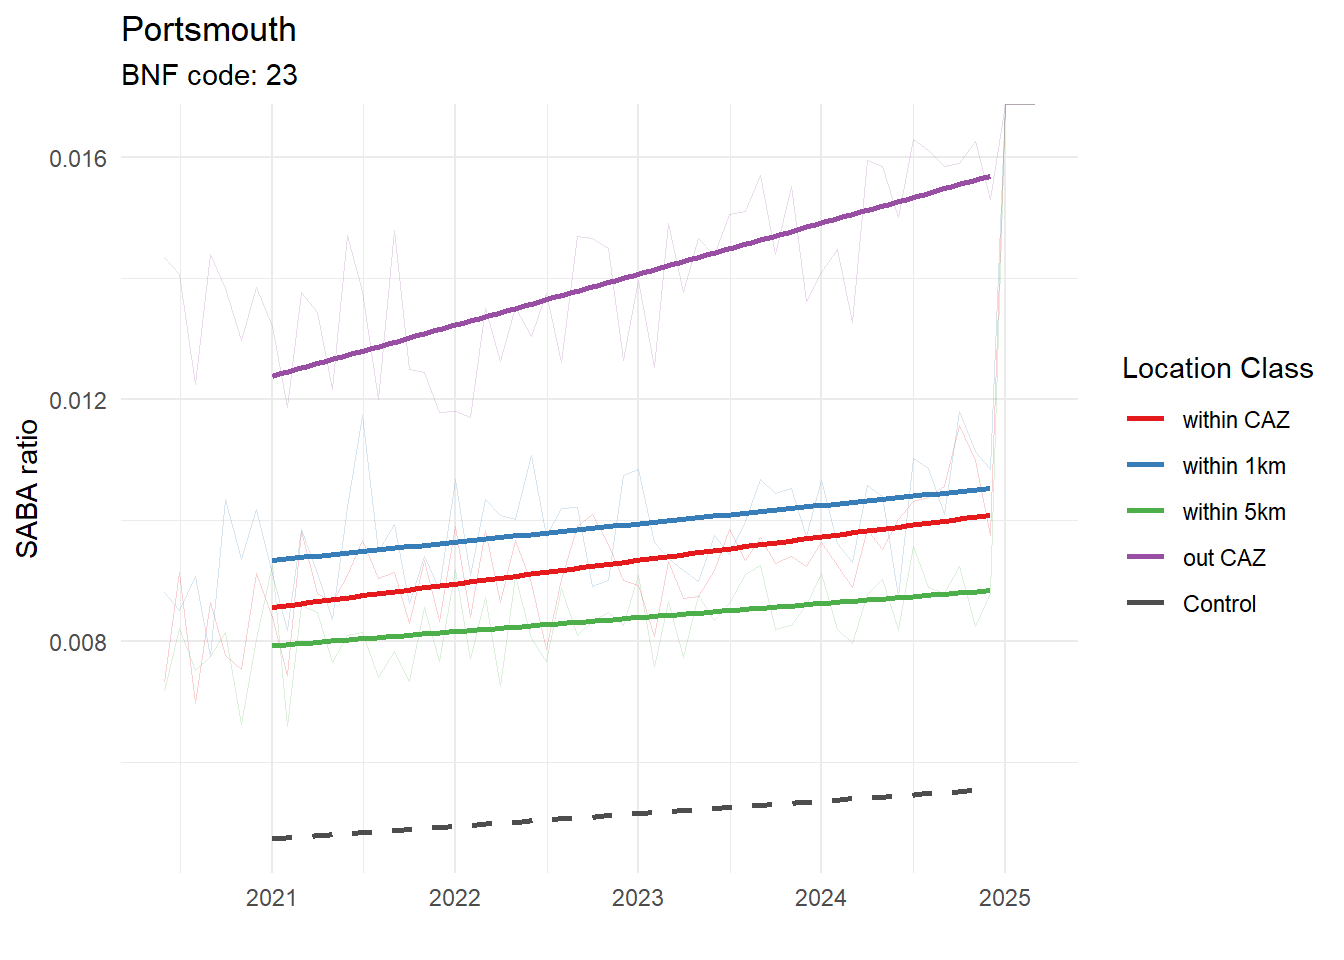 Portsmouth
BNF code: 23
SABA ratio
0.016
0.012
0.008
2021
2022
2023
2024
2025
Location Class
within CAZ
within 1km
within 5km
out CAZ
Control